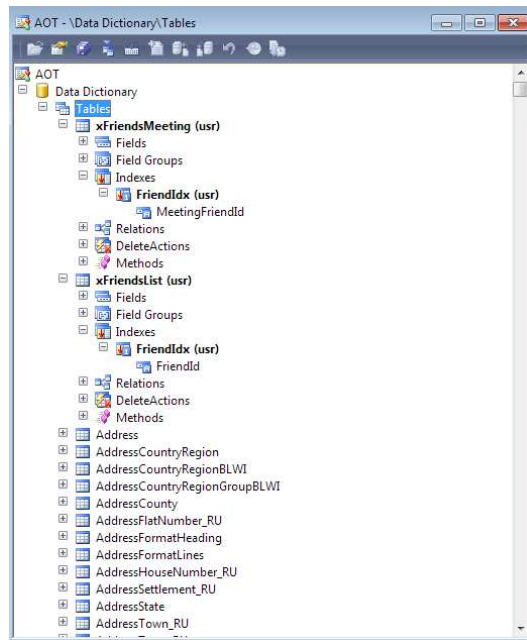 AOT - \Data Dictionary\Tables
AOT
Data Dictionary
Tables
xFriendsMeeting (usr)
Fields
Field Groups
Indexes
FriendIdx (usr)
MeetingFriendId
Relations
DeleteActions
Methods
xFriendsList (usr)
Fields
Field Groups
Indexes
FriendIdx (usr)
FriendId
Relations
DeleteActions
Methods
Address
AddressCountryRegion
AddressCountryRegionBLWI
AddressCountryRegionGroupBLWI
AddressCounty
AddressFlatNumber_RU
AddressFormatHeading
AddressFormatLines
AddressHouseNumber_RU
AddressSettlement_RU
AddressState
AddressTown_RU